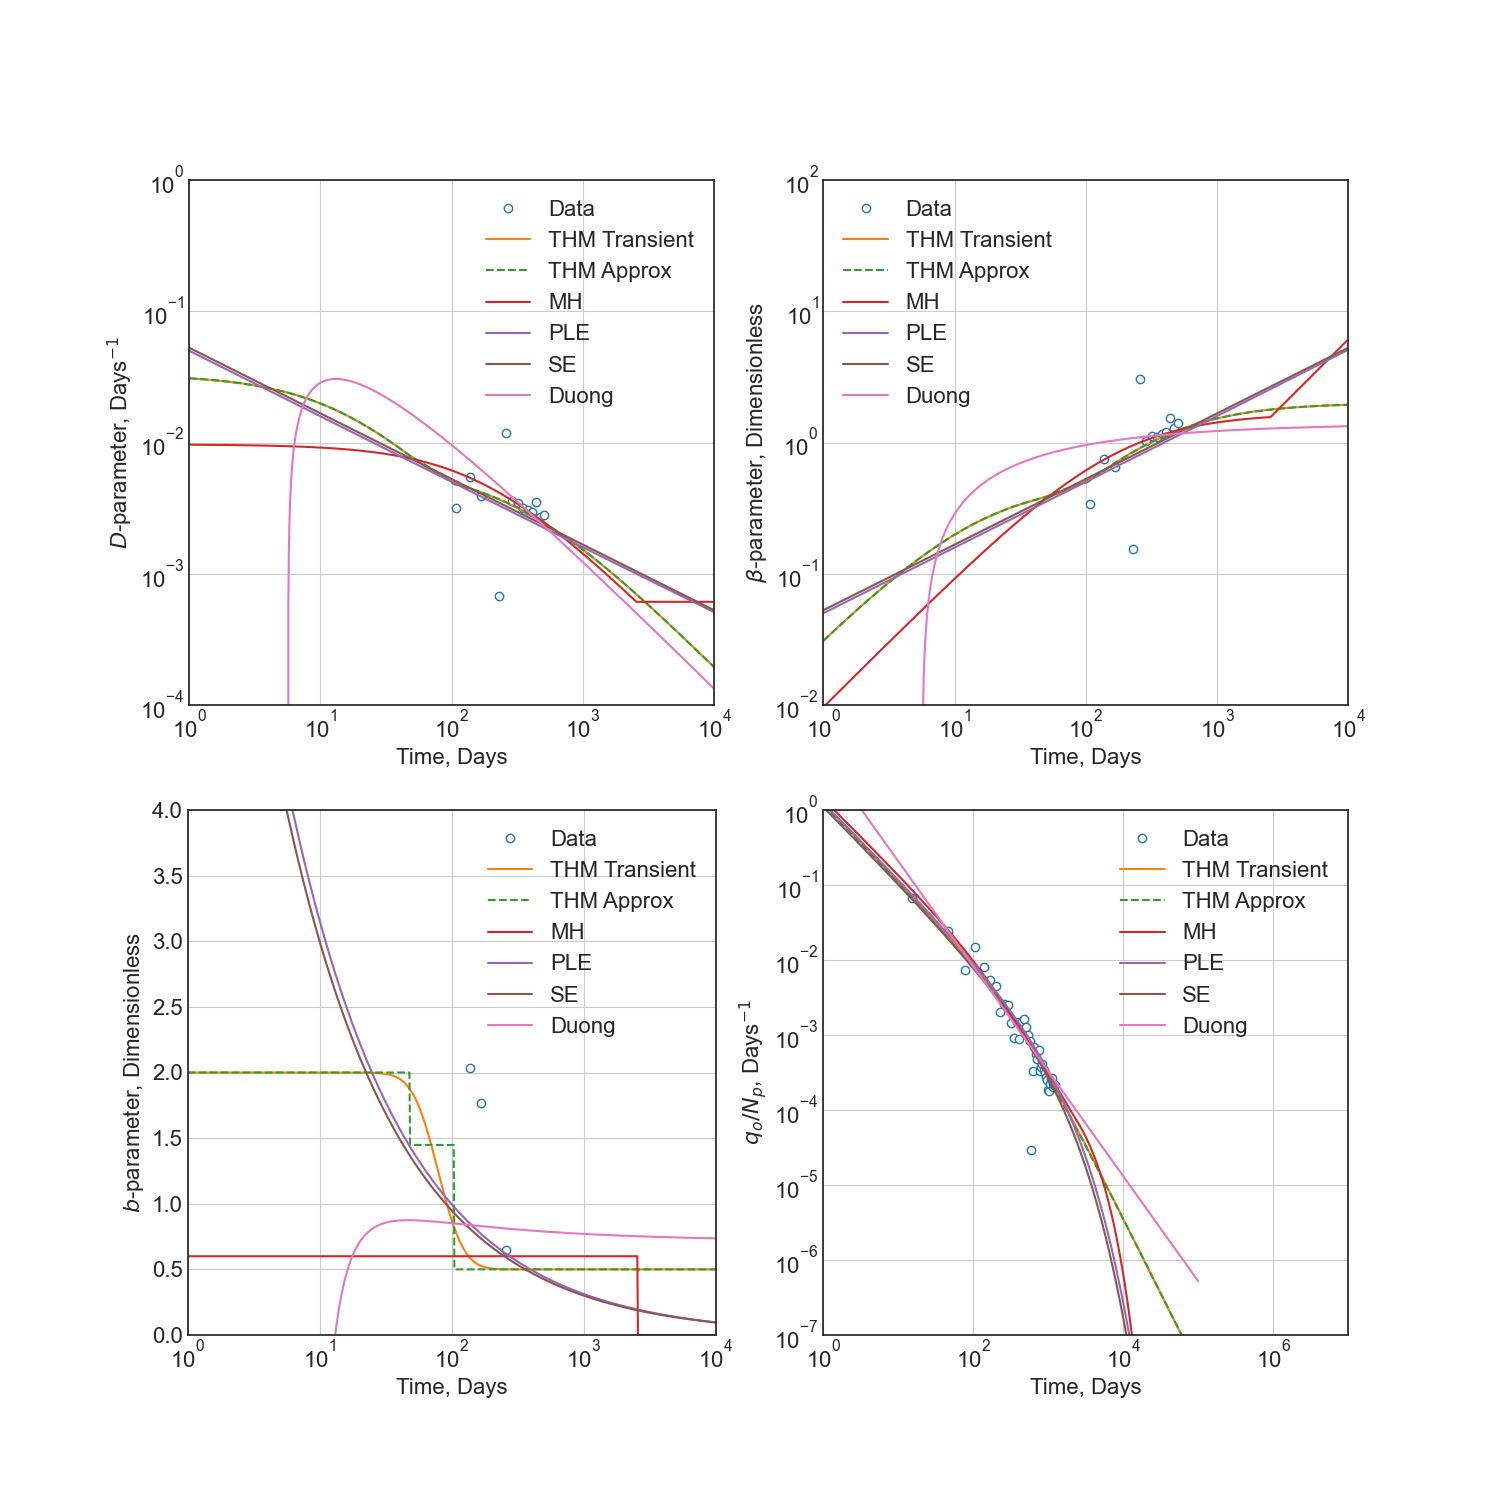 10^0
10^−1
10^−2
10^−3
10^−4
D-parameter, Days^−1
Data
THM Transient
THM Approx
MH
PLE
SE
Duong
10^0 10^1 10^2 10^3 10^4
Time, Days
10^2
10^1
10^0
10^−1
10^−2
β-parameter, Dimensionless
Data
THM Transient
THM Approx
MH
PLE
SE
Duong
10^0 10^1 10^2 10^3 10^4
Time, Days
4.0
3.5
3.0
2.5
2.0
1.5
1.0
0.5
0.0
b-parameter, Dimensionless
Data
THM Transient
THM Approx
MH
PLE
SE
Duong
10^0 10^1 10^2 10^3 10^4
Time, Days
10^0
10^−1
10^−2
10^−3
10^−4
10^−5
10^−6
10^−7
q_o/N_p, Days^−1
Data
THM Transient
THM Approx
MH
PLE
SE
Duong
10^0 10^2 10^4 10^6
Time, Days